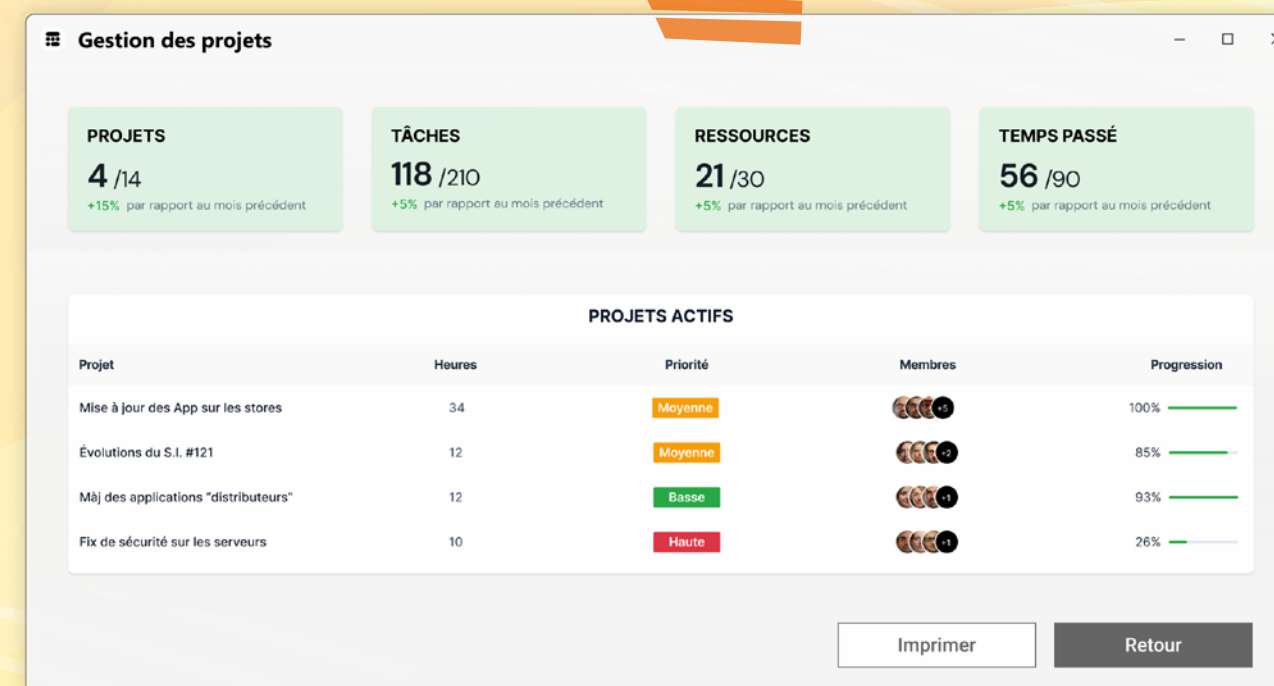 Gestion des projets
PROJETS
4 /14
+15% par rapport au mois précédent
TÂCHES
118 /210
+5% par rapport au mois précédent
RESSOURCES
21 /30
+5% par rapport au mois précédent
TEMPS PASSÉ
56 /90
+5% par rapport au mois précédent
PROJETS ACTIFS
Projet Heures Priorité Membres Progression
Mise à jour des App sur les stores 34 Moyenne +5 100%
Évolutions du S.I. #121 12 Moyenne +2 85%
Màj des applications "distributeurs" 12 Basse +1 93%
Fix de sécurité sur les serveurs 10 Haute +1 26%
Imprimer Retour